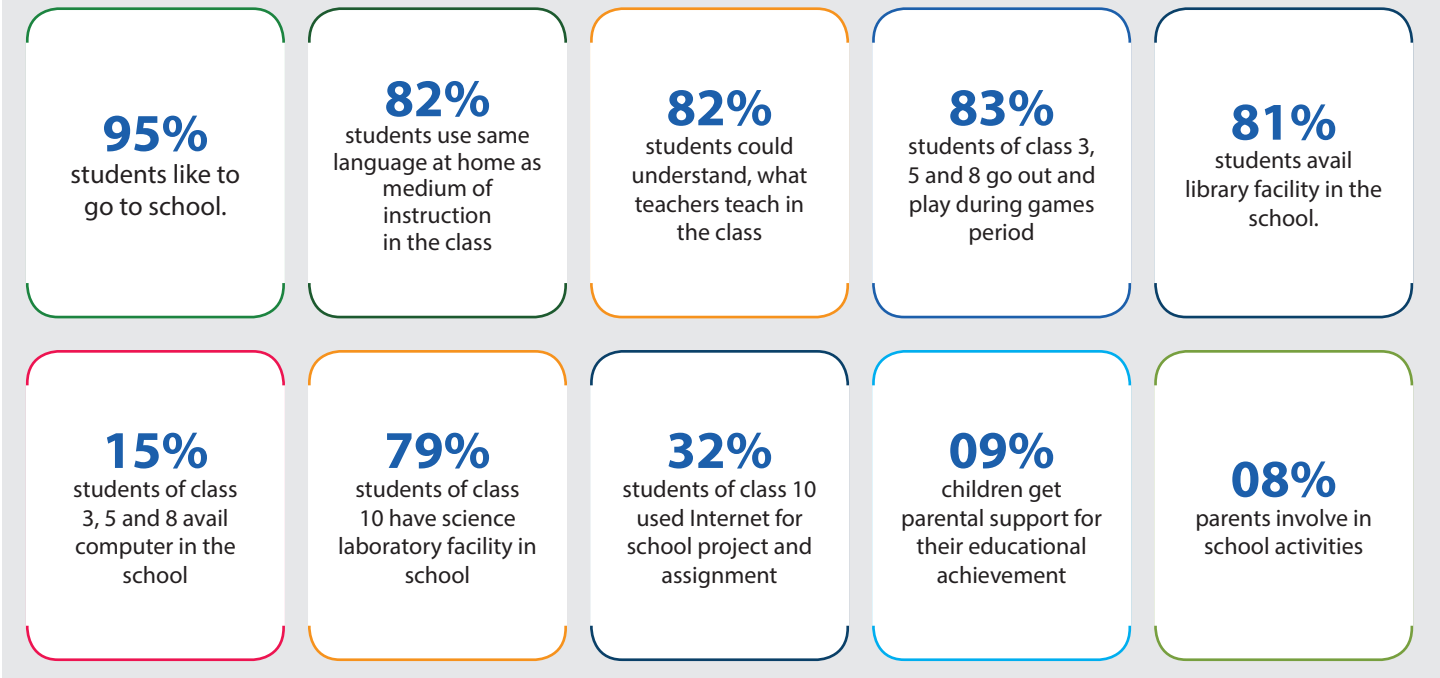 95%
students like to
go to school.
82%
students use same
language at home as
medium of
instruction
in the class
82%
students could
understand, what
teachers teach in
the class
83%
students of class 3,
5 and 8 go out and
play during games
period
81%
students avail
library facility in the
school.
15%
students of class
3, 5 and 8 avail
computer in the
school
79%
students of class
10 have science
laboratory facility in
school
32%
students of class 10
used Internet for
school project and
assignment
09%
children get
parental support for
their educational
achievement
08%
parents involve in
school activities